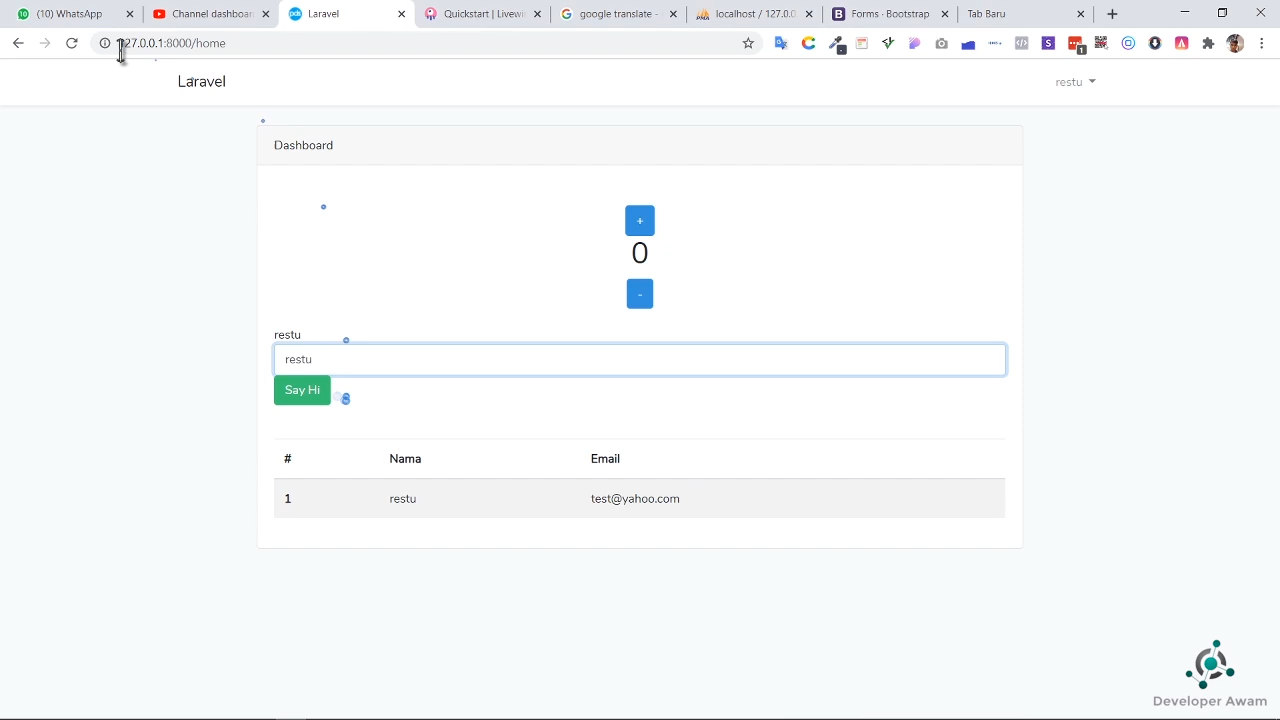 (10) WhatsApp
Channel dashboar
Laravel
Quickstart | Livewi
google translate -
localhost / 127.0.0
Forms · Bootstrap
Tab Baru
127.0.0.1:8000/home
Laravel
restu
Dashboard
+
0
-
restu
restu
Say Hi
# Nama Email
1 restu test@yahoo.com
Developer Awam